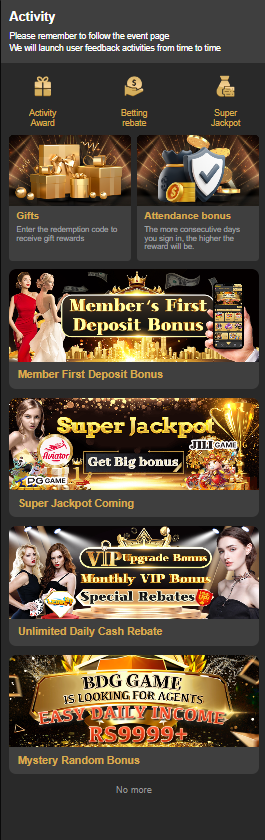 Activity
Please remember to follow the event page
We will launch user feedback activities from time to time
Activity
Award
Betting
rebate
Super
Jackpot
Gifts
Enter the redemption code to
receive gift rewards
Attendance bonus
The more consecutive days
you sign in, the higher the
reward will be.
Member's First
Deposit Bonus
Member First Deposit Bonus
Super Jackpot
Aviator
JILI GAME
Get Big bonus
PG GAME
Super Jackpot Coming
VIP Upgrade Bonus
Monthly VIP Bonus
Special Rebates
Unlimited Daily Cash Rebate
BDG GAME
IS LOOKING FOR AGENTS
EASY DAILY INCOME
RS9999+
Mystery Random Bonus
No more